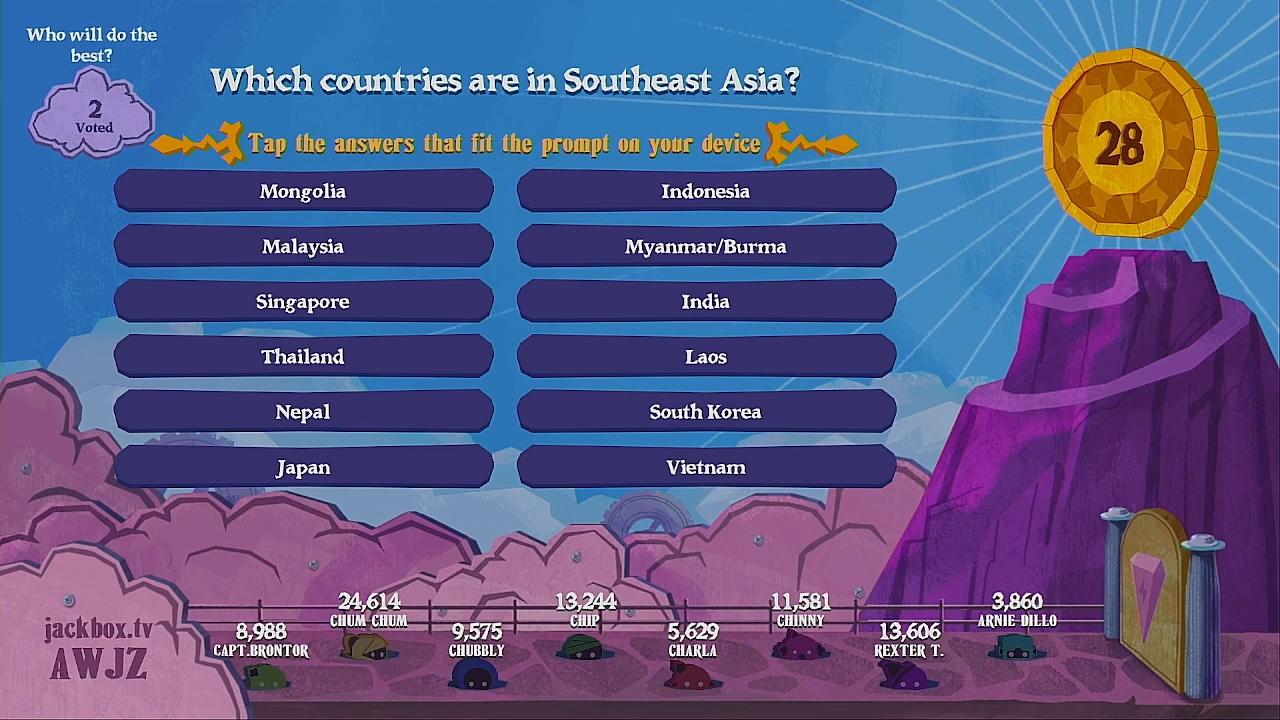 Who will do the
best?
2
Voted
Which countries are in Southeast Asia?
Tap the answers that fit the prompt on your device
28
Mongolia
Indonesia
Malaysia
Myanmar/Burma
Singapore
India
Thailand
Laos
Nepal
South Korea
Japan
Vietnam
jackbox.tv
AWJZ
8,988
CAPT.BRONTOR
24,614
CHUM CHUM
9,575
CHUBBLY
13,244
CHIP
5,629
CHARLA
11,581
CHINNY
13,606
REXTER T.
3,860
ARNIE DILLO